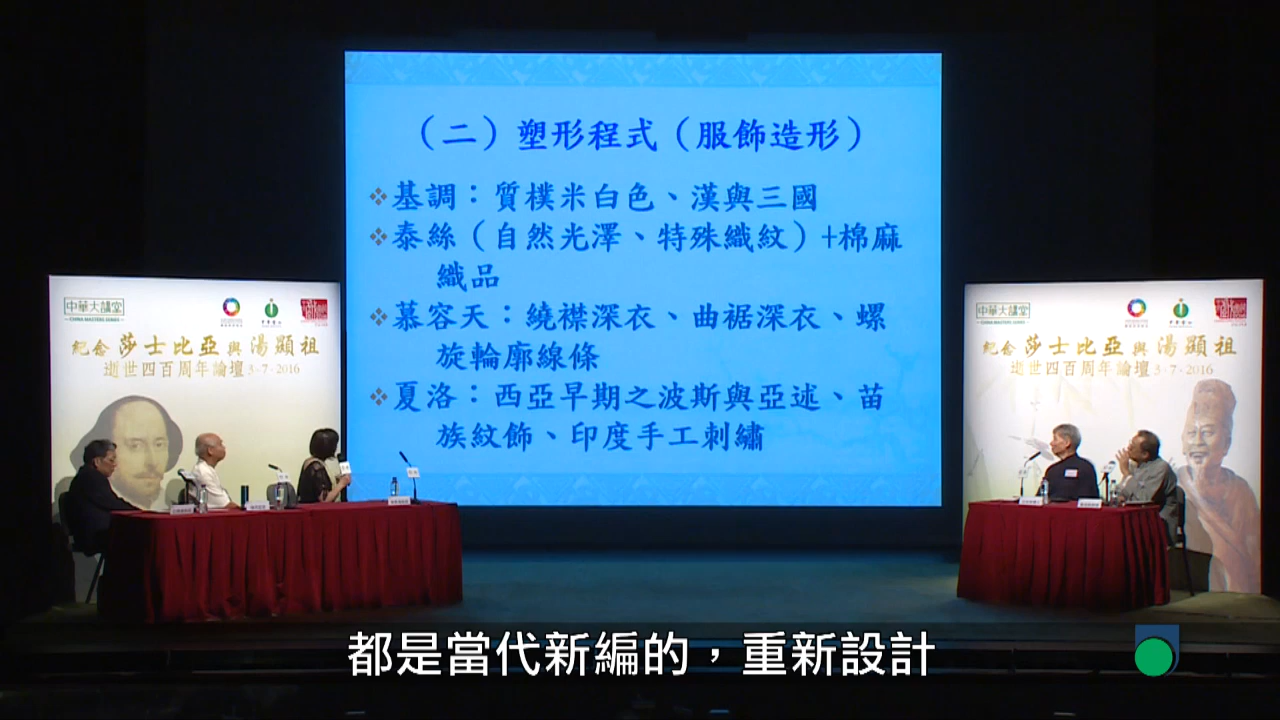 （二）塑形程式（服飾造形）
❖基調：質樸米白色、漢與三國
❖泰絲（自然光澤、特殊織紋）+棉麻
織品
❖慕容天：繞襟深衣、曲裾深衣、螺
旋輪廓線條
❖夏洛：西亞早期之波斯與亞述、苗
族紋飾、印度手工刺繡
中華大講堂
CHINA MASTERS SERIES
紀念莎士比亞與湯顯祖
逝世四百周年論壇 3-7-2016
中華大講堂
CHINA MASTERS SERIES
紀念莎士比亞與湯顯祖
逝世四百周年論壇 3-7-2016
都是當代新編的，重新設計